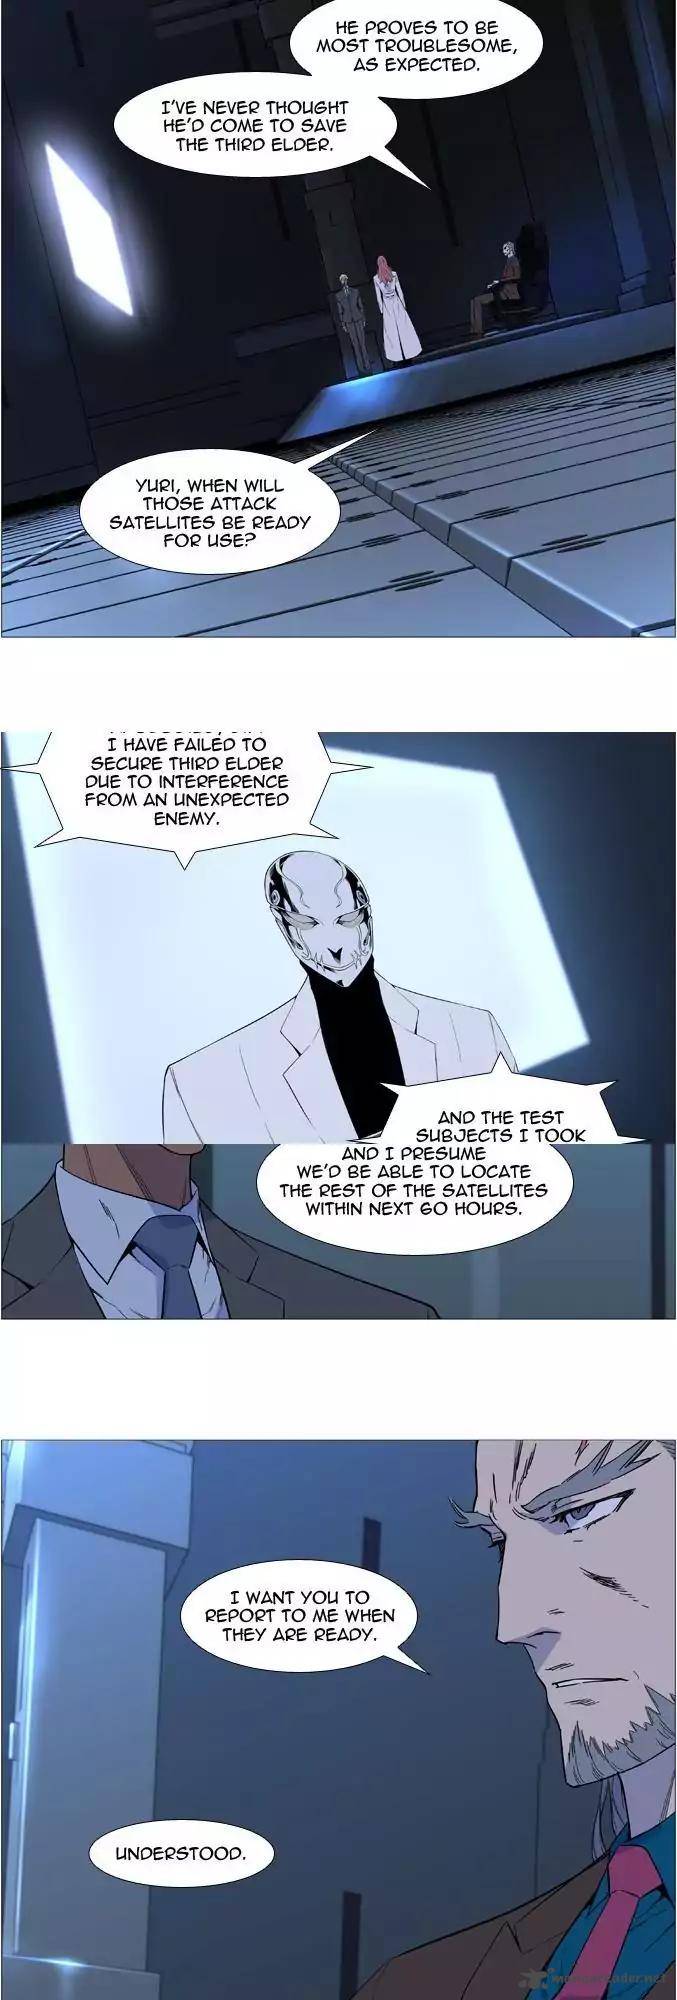 HE PROVES TO BE
MOST TROUBLESOME,
AS EXPECTED.
I'VE NEVER THOUGHT
HE'D COME TO SAVE
THE THIRD ELDER.
YURI, WHEN WILL
THOSE ATTACK
SATELLITES BE READY
FOR USE?
I HAVE FAILED TO
SECURE THIRD ELDER
DUE TO INTERFERENCE
FROM AN UNEXPECTED
ENEMY.
AND THE TEST
SUBJECTS I TOOK
AND I PRESUME
WE'D BE ABLE TO LOCATE
THE REST OF THE SATELLITES
WITHIN NEXT 60 HOURS.
I WANT YOU TO
REPORT TO ME WHEN
THEY ARE READY.
UNDERSTOOD.
mangareader.net